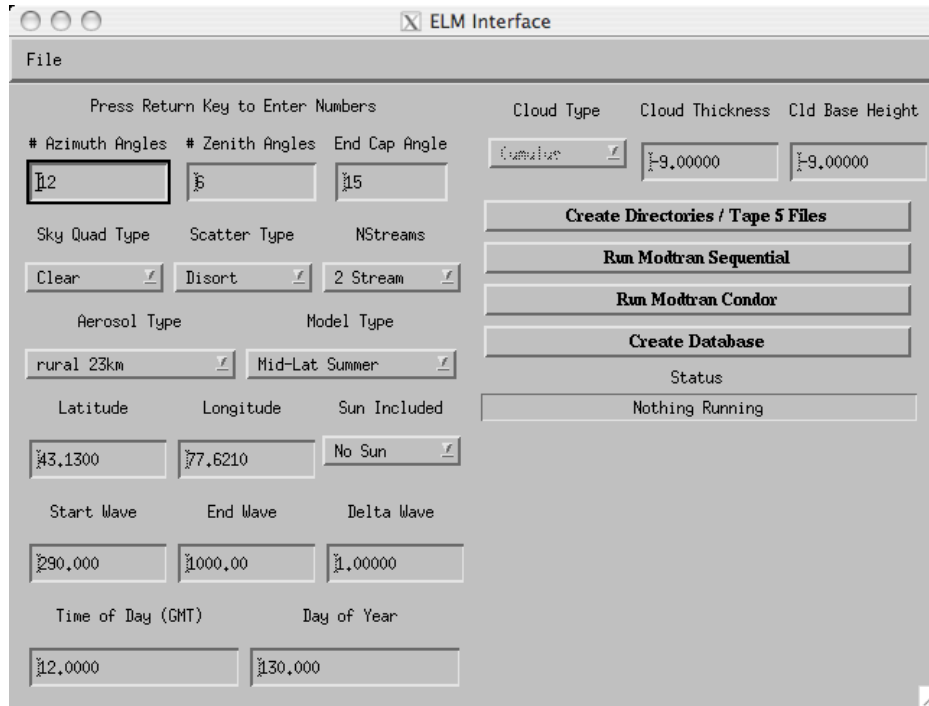 X ELM Interface
File
Press Return Key to Enter Numbers
# Azimuth Angles # Zenith Angles End Cap Angle
12 6 15
Sky Quad Type Scatter Type NStreams
Clear Disort 2 Stream
Aerosol Type Model Type
rural 23km Mid-Lat Summer
Latitude Longitude Sun Included
43.1300 77.6210 No Sun
Start Wave End Wave Delta Wave
290.000 1000.00 1.00000
Time of Day (GMT) Day of Year
12.0000 130.000
Cloud Type Cloud Thickness Cld Base Height
Cumulus -9.00000 -9.00000
Create Directories / Tape 5 Files
Run Modtran Sequential
Run Modtran Condor
Create Database
Status
Nothing Running